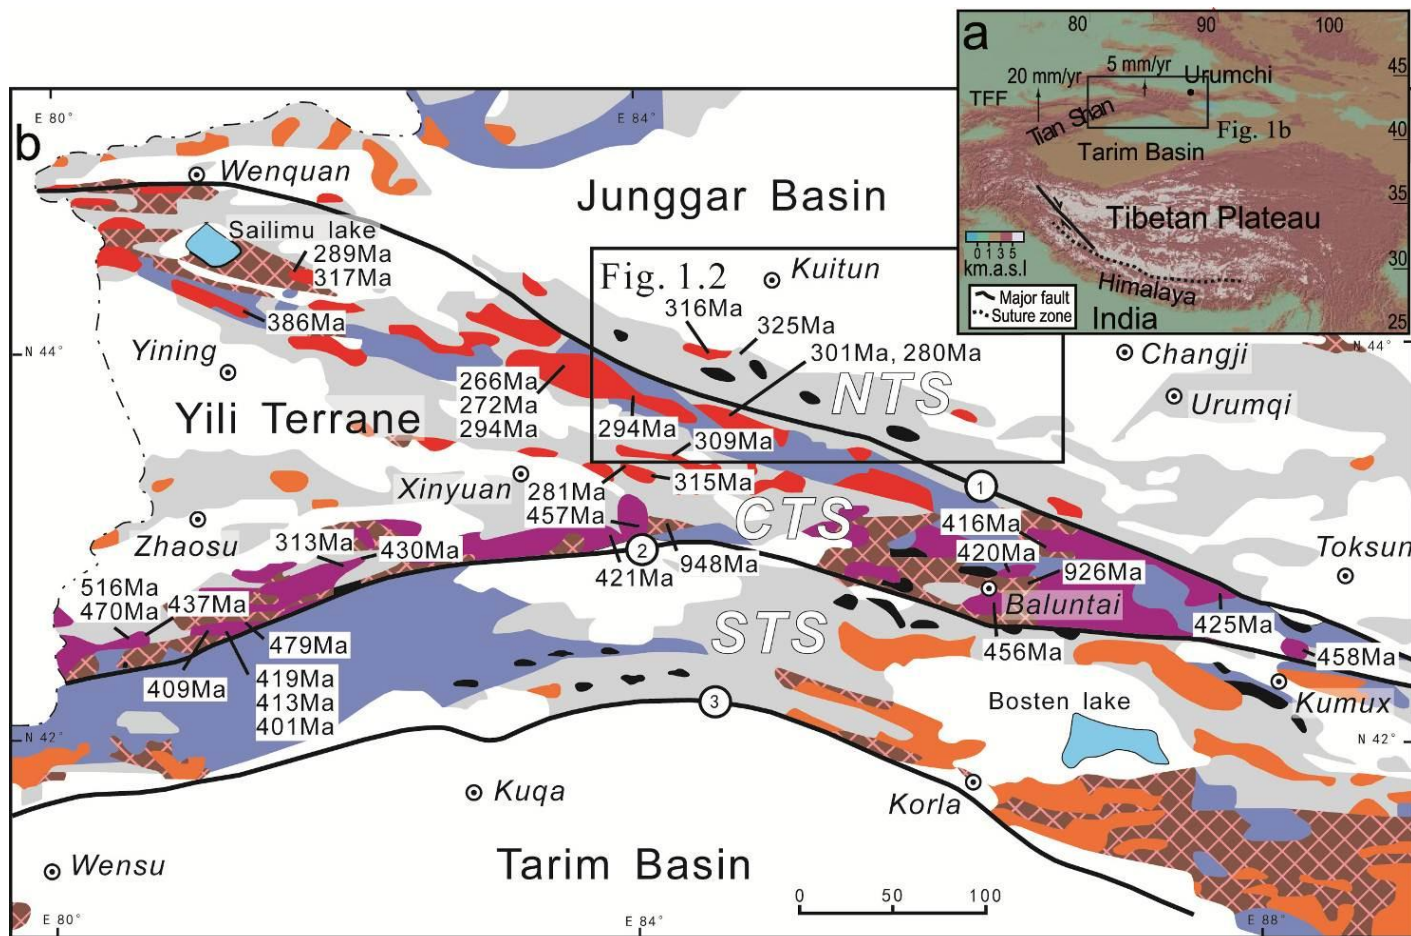 a
80
90
100
45
40
35
30
25
20 mm/yr
5 mm/yr
Urumchi
TFF
Tian Shan
Fig. 1b
Tarim Basin
Tibetan Plateau
0 1 3 5
km.a.s.l
Himalaya
Major fault
Suture zone
India
b
E 80°
E 84°
Wenquan
Junggar Basin
Sailimu lake
289Ma
317Ma
Fig. 1.2
Kuitun
316Ma
325Ma
386Ma
Yining
N 44°
N 44°
Changji
301Ma, 280Ma
Urumqi
NTS
266Ma
272Ma
294Ma
Yili Terrane
294Ma
309Ma
Xinyuan
281Ma
457Ma
315Ma
1
CTS
416Ma
Zhaosu
313Ma
430Ma
2
421Ma
948Ma
420Ma
926Ma
Toksun
516Ma
470Ma
437Ma
Baluntai
425Ma
STS
479Ma
456Ma
458Ma
409Ma
419Ma
413Ma
401Ma
3
Bosten lake
Kumux
N 42°
N 42°
Kuqa
Korla
Wensu
Tarim Basin
0 50 100
E 80°
E 84°
E 88°